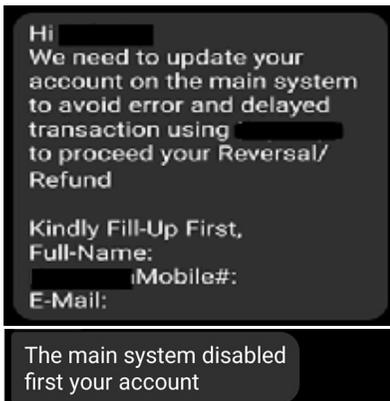 Hi
We need to update your
account on the main system
to avoid error and delayed
transaction using
to proceed your Reversal/
Refund
Kindly Fill-Up First,
Full-Name:
Mobile#:
E-Mail:
The main system disabled
first your account